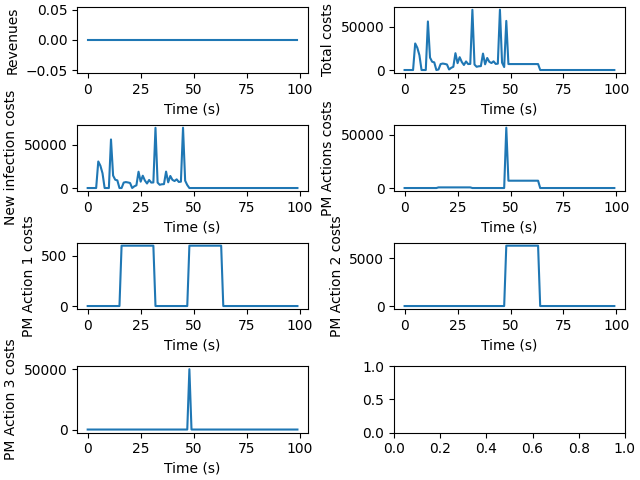 Revenues
0.05
0.00
−0.05
0 25 50 75 100
Time (s)
Total costs
50000
0
0 25 50 75 100
Time (s)
New infection costs
50000
0
0 25 50 75 100
Time (s)
PM Actions costs
50000
0
0 25 50 75 100
Time (s)
PM Action 1 costs
500
0
0 25 50 75 100
Time (s)
PM Action 2 costs
5000
0
0 25 50 75 100
Time (s)
PM Action 3 costs
50000
0
0 25 50 75 100
Time (s)
1.0
0.5
0.0
0.0 0.2 0.4 0.6 0.8 1.0